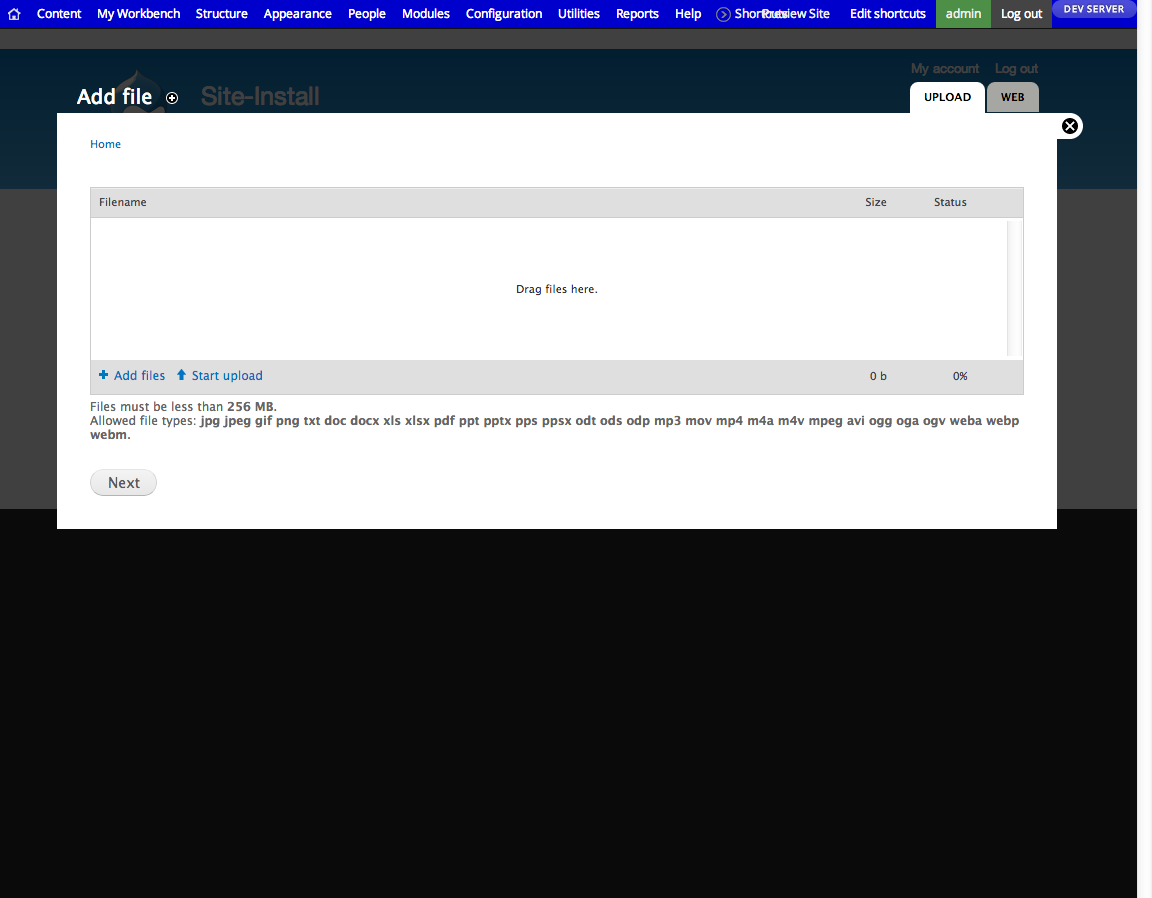 Content My Workbench Structure Appearance People Modules Configuration Utilities Reports Help Shortcuts Preview Site Edit shortcuts admin Log out DEV SERVER
My account Log out
Add file Site-Install UPLOAD WEB
Home
Filename Size Status
Drag files here.
Add files Start upload 0 b 0%
Files must be less than 256 MB.
Allowed file types: jpg jpeg gif png txt doc docx xls xlsx pdf ppt pptx pps ppsx odt ods odp mp3 mov mp4 m4a m4v mpeg avi ogg oga ogv weba webp
webm.
Next